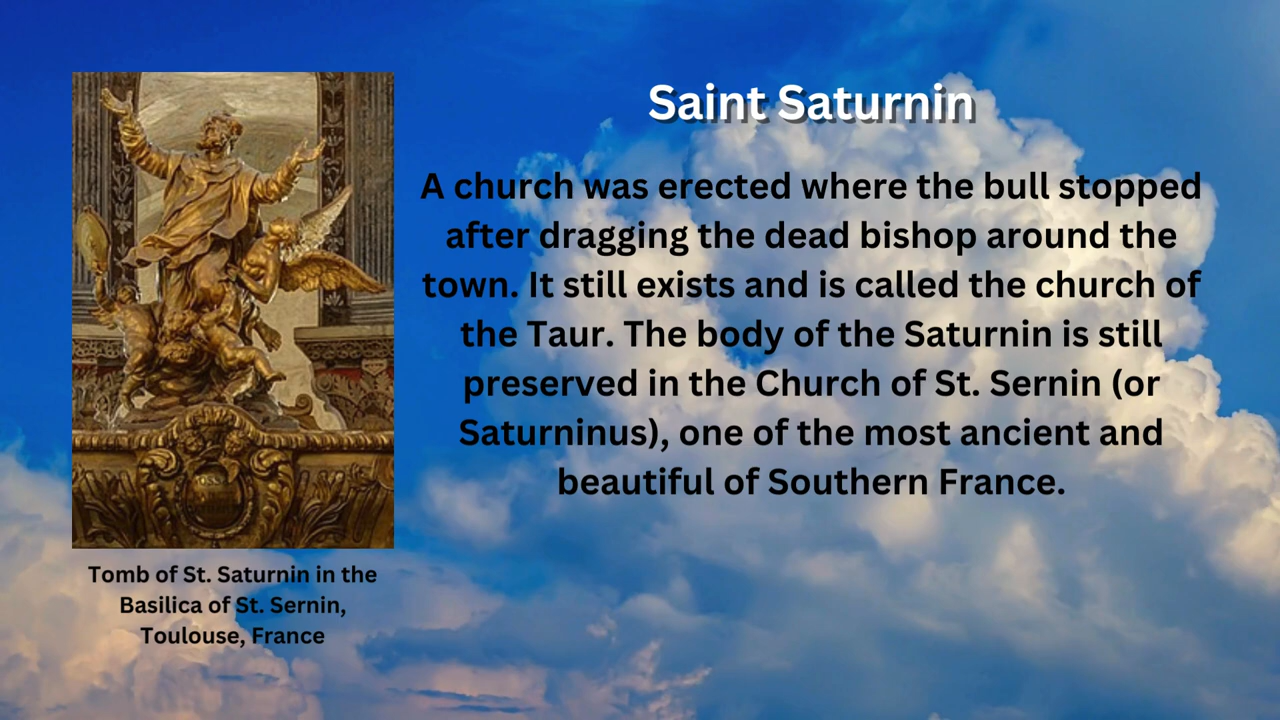 Saint Saturnin
A church was erected where the bull stopped
after dragging the dead bishop around the
town. It still exists and is called the church of
the Taur. The body of the Saturnin is still
preserved in the Church of St. Sernin (or
Saturninus), one of the most ancient and
beautiful of Southern France.
Tomb of St. Saturnin in the
Basilica of St. Sernin,
Toulouse, France